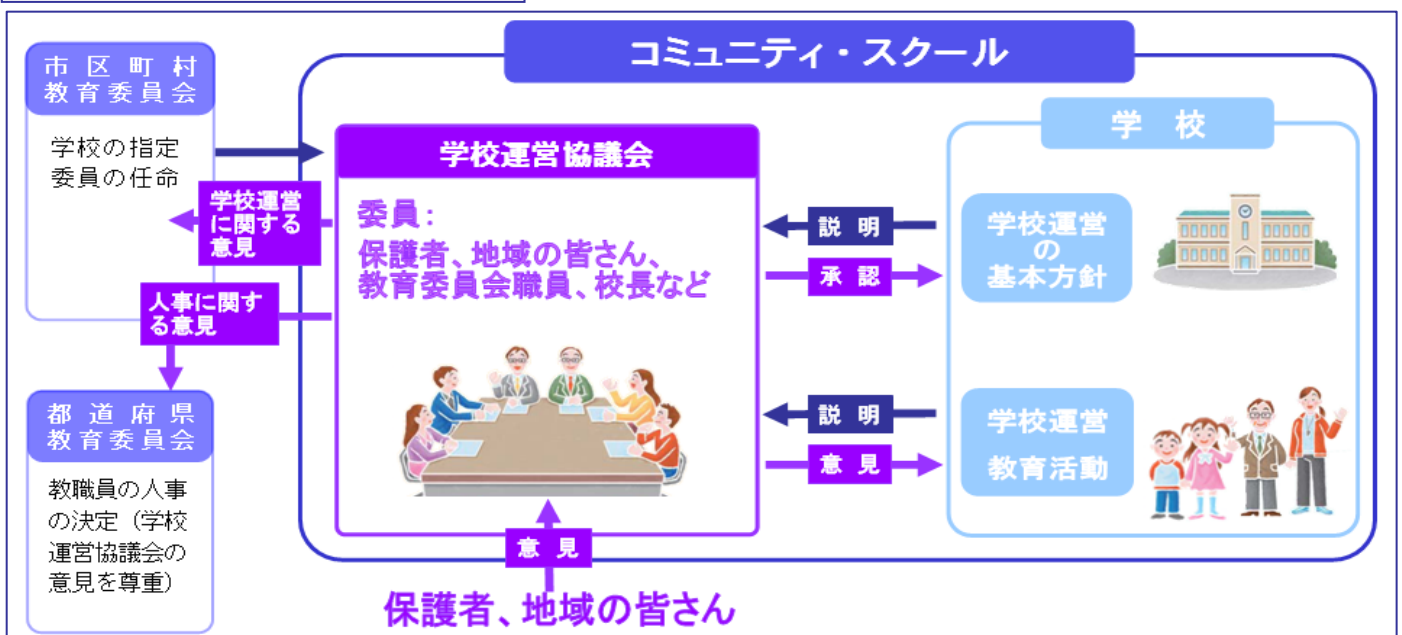 コミュニティ・スクール
市区町村
教育委員会
学校の指定
委員の任命
学校運営
に関する
意見
人事に関す
る意見
都道府県
教育委員会
教職員の人事
の決定（学校
運営協議会の
意見を尊重）
学校運営協議会
委員：
保護者、地域の皆さん、
教育委員会職員、校長など
意見
保護者、地域の皆さん
説明
承認
説明
意見
学校
学校運営
の
基本方針
学校運営
教育活動